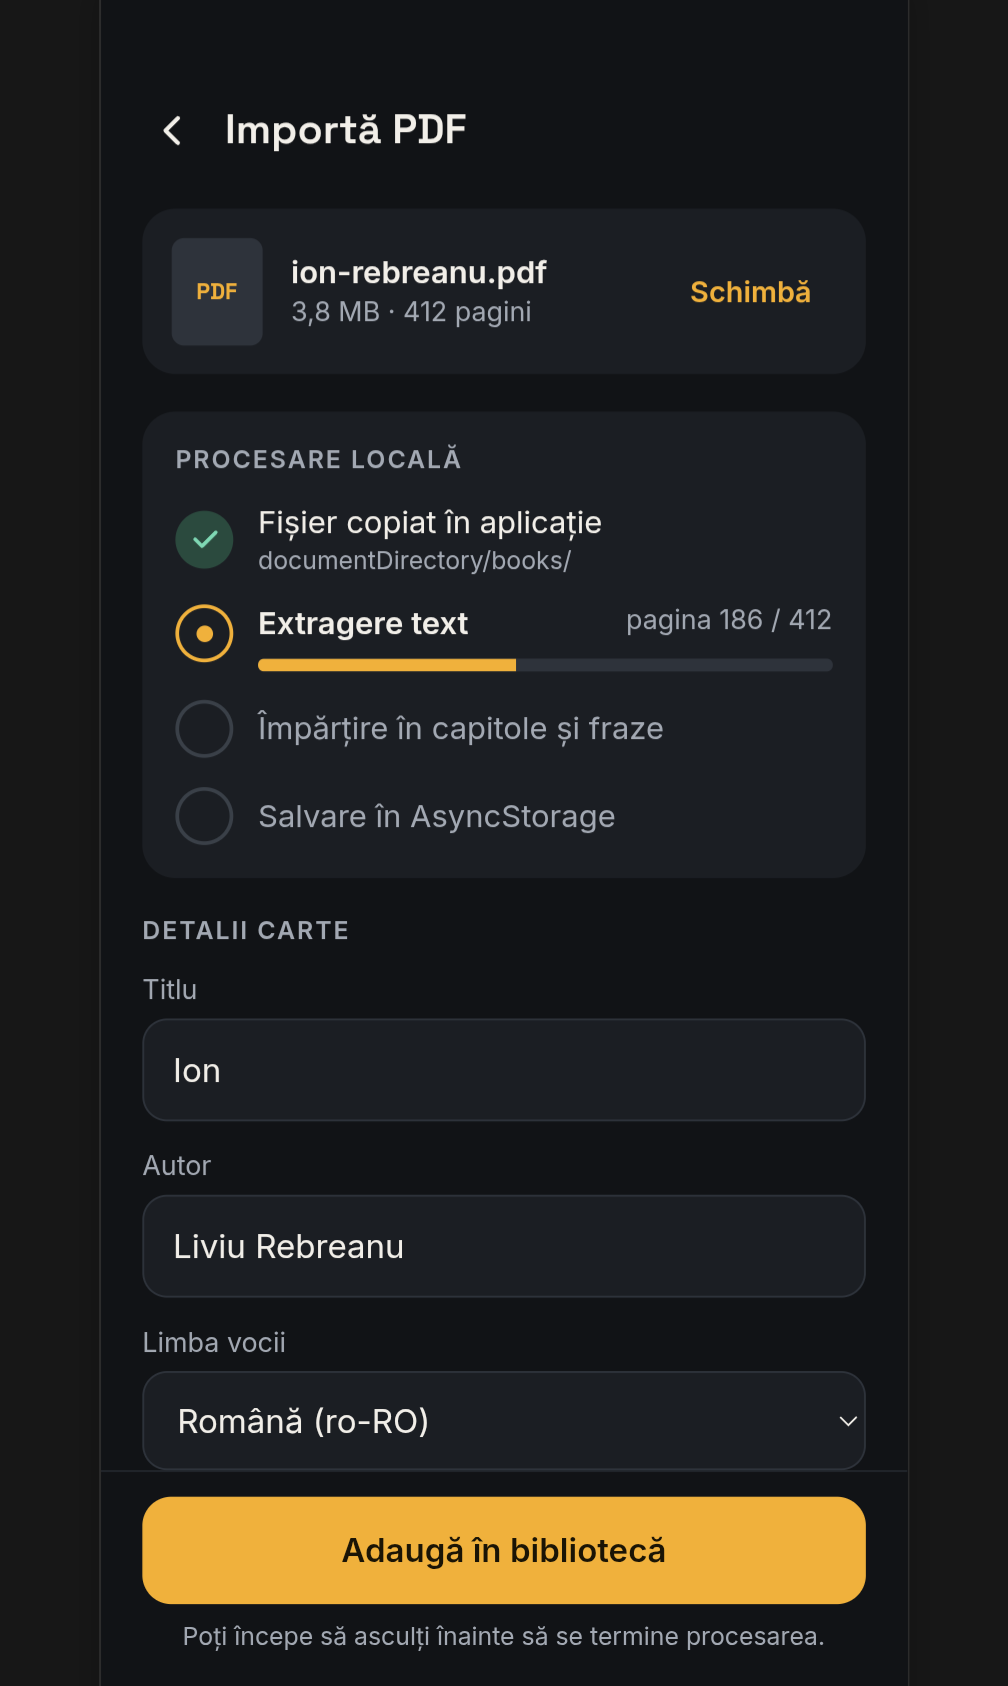 Importă PDF
PDF
ion-rebreanu.pdf
3,8 MB · 412 pagini
Schimbă
PROCESARE LOCALĂ
Fișier copiat în aplicație
documentDirectory/books/
Extragere text
pagina 186 / 412
Împărțire în capitole și fraze
Salvare în AsyncStorage
DETALII CARTE
Titlu
Ion
Autor
Liviu Rebreanu
Limba vocii
Română (ro-RO)
Adaugă în bibliotecă
Poți începe să asculți înainte să se termine procesarea.